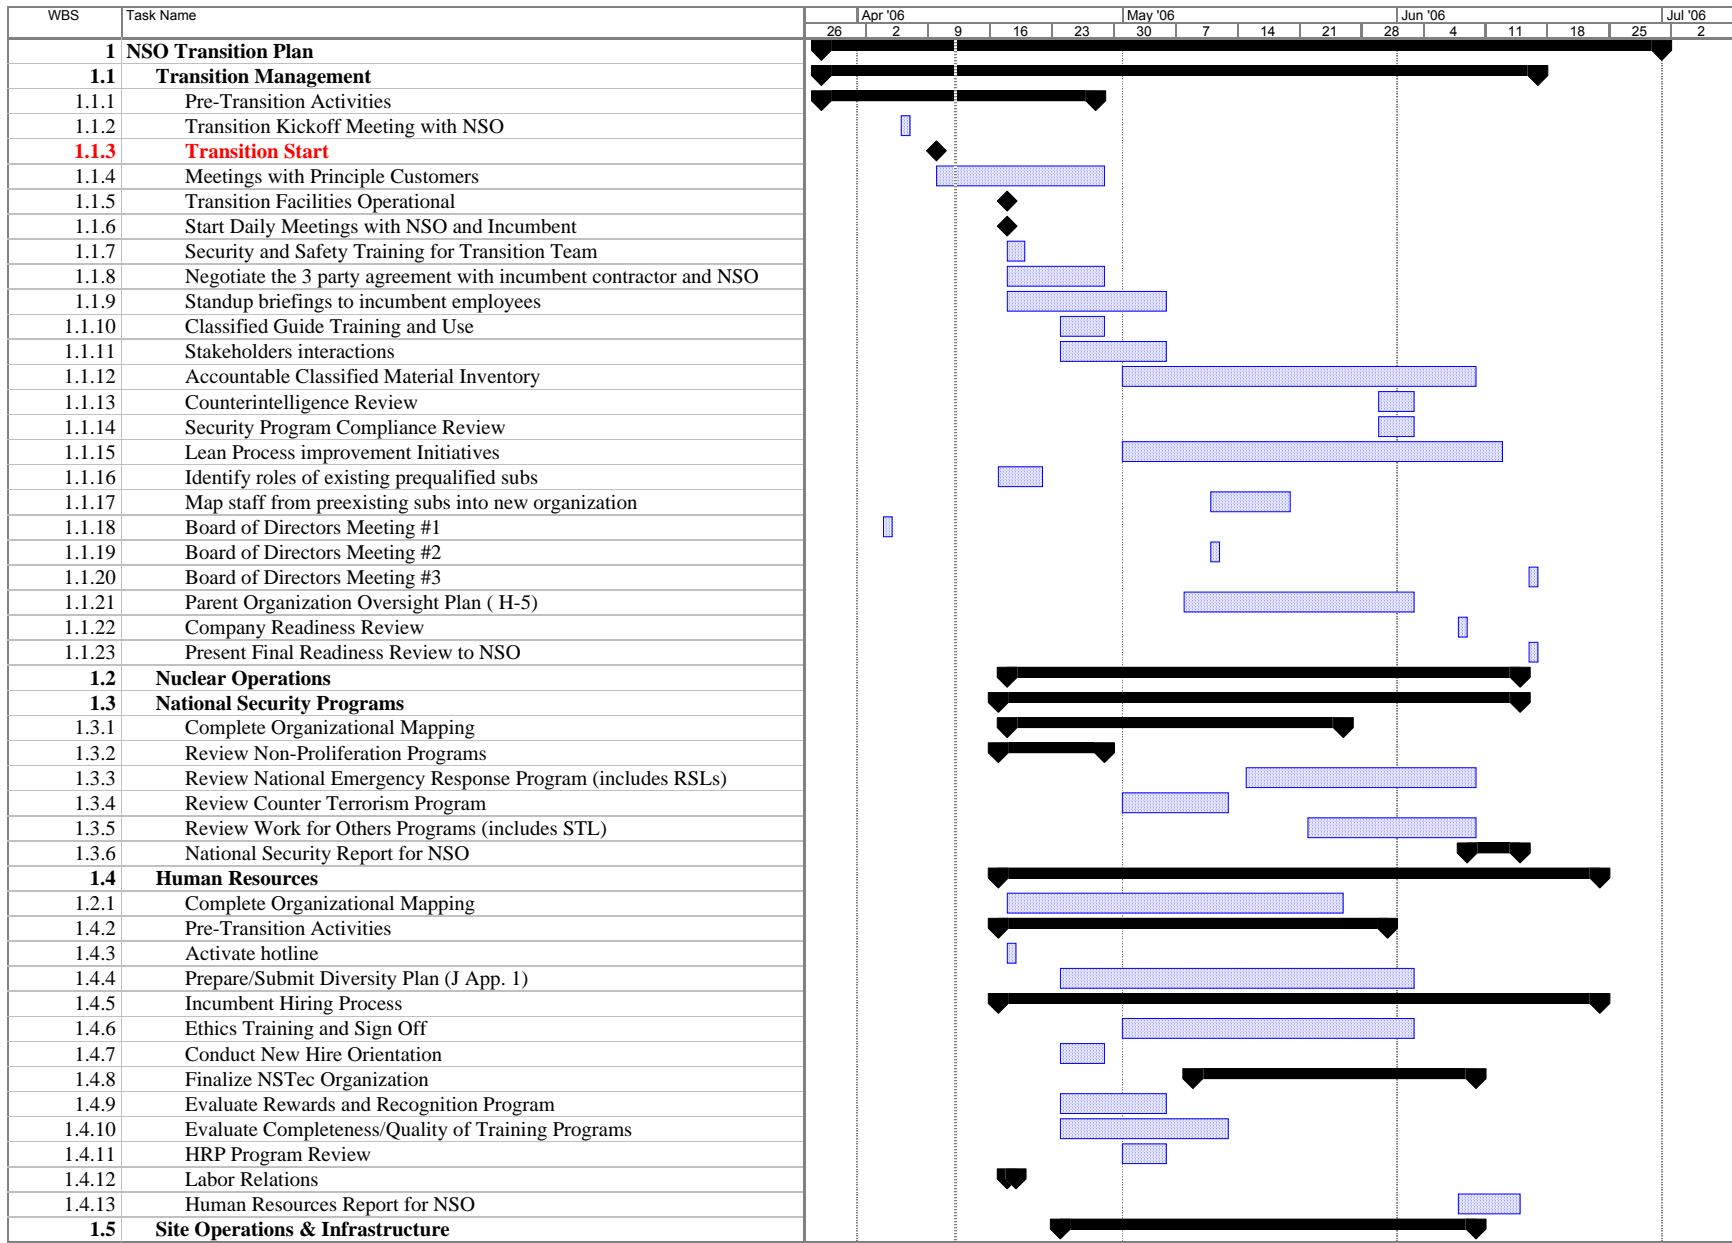 WBS Task Name Apr '06 May '06 Jun '06 Jul '06
26 2 9 16 23 30 7 14 21 28 4 11 18 25 2
1 NSO Transition Plan
1.1 Transition Management
1.1.1 Pre-Transition Activities
1.1.2 Transition Kickoff Meeting with NSO
1.1.3 Transition Start
1.1.4 Meetings with Principle Customers
1.1.5 Transition Facilities Operational
1.1.6 Start Daily Meetings with NSO and Incumbent
1.1.7 Security and Safety Training for Transition Team
1.1.8 Negotiate the 3 party agreement with incumbent contractor and NSO
1.1.9 Standup briefings to incumbent employees
1.1.10 Classified Guide Training and Use
1.1.11 Stakeholders interactions
1.1.12 Accountable Classified Material Inventory
1.1.13 Counterintelligence Review
1.1.14 Security Program Compliance Review
1.1.15 Lean Process improvement Initiatives
1.1.16 Identify roles of existing prequalified subs
1.1.17 Map staff from preexisting subs into new organization
1.1.18 Board of Directors Meeting #1
1.1.19 Board of Directors Meeting #2
1.1.20 Board of Directors Meeting #3
1.1.21 Parent Organization Oversight Plan ( H-5)
1.1.22 Company Readiness Review
1.1.23 Present Final Readiness Review to NSO
1.2 Nuclear Operations
1.3 National Security Programs
1.3.1 Complete Organizational Mapping
1.3.2 Review Non-Proliferation Programs
1.3.3 Review National Emergency Response Program (includes RSLs)
1.3.4 Review Counter Terrorism Program
1.3.5 Review Work for Others Programs (includes STL)
1.3.6 National Security Report for NSO
1.4 Human Resources
1.2.1 Complete Organizational Mapping
1.4.2 Pre-Transition Activities
1.4.3 Activate hotline
1.4.4 Prepare/Submit Diversity Plan (J App. 1)
1.4.5 Incumbent Hiring Process
1.4.6 Ethics Training and Sign Off
1.4.7 Conduct New Hire Orientation
1.4.8 Finalize NSTec Organization
1.4.9 Evaluate Rewards and Recognition Program
1.4.10 Evaluate Completeness/Quality of Training Programs
1.4.11 HRP Program Review
1.4.12 Labor Relations
1.4.13 Human Resources Report for NSO
1.5 Site Operations & Infrastructure